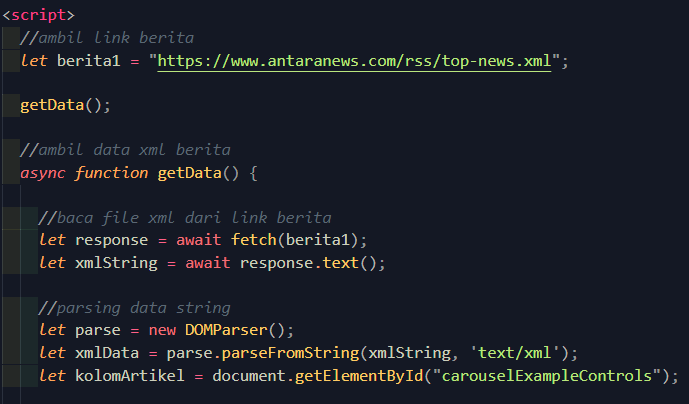 <script>
//ambil link berita
let berita1 = "https://www.antaranews.com/rss/top-news.xml";
getData();
//ambil data xml berita
async function getData() {
//baca file xml dari link berita
let response = await fetch(berita1);
let xmlString = await response.text();
//parsing data string
let parse = new DOMParser();
let xmlData = parse.parseFromString(xmlString, 'text/xml');
let kolomArtikel = document.getElementById("carouselExampleControls");